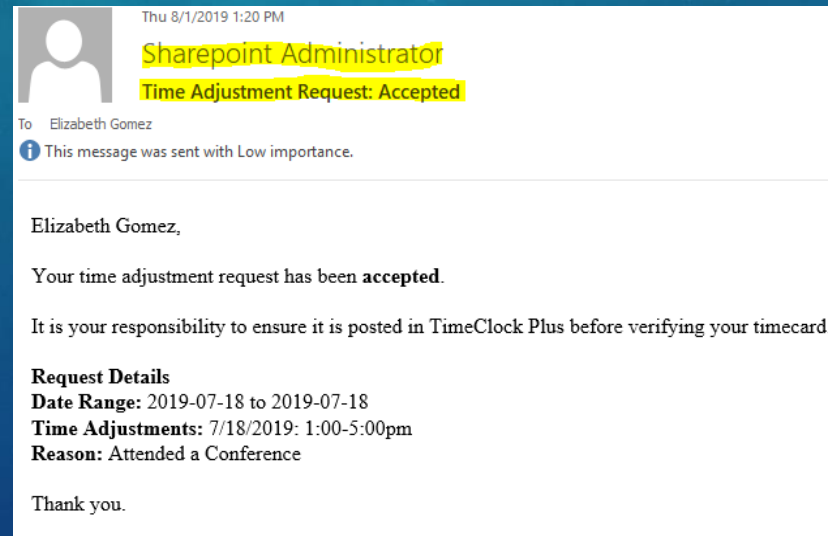 Thu 8/1/2019 1:20 PM
Sharepoint Administrator
Time Adjustment Request: Accepted
To Elizabeth Gomez
This message was sent with Low importance.
Elizabeth Gomez,
Your time adjustment request has been accepted.
It is your responsibility to ensure it is posted in TimeClock Plus before verifying your timecard
Request Details
Date Range: 2019-07-18 to 2019-07-18
Time Adjustments: 7/18/2019: 1:00-5:00pm
Reason: Attended a Conference
Thank you.